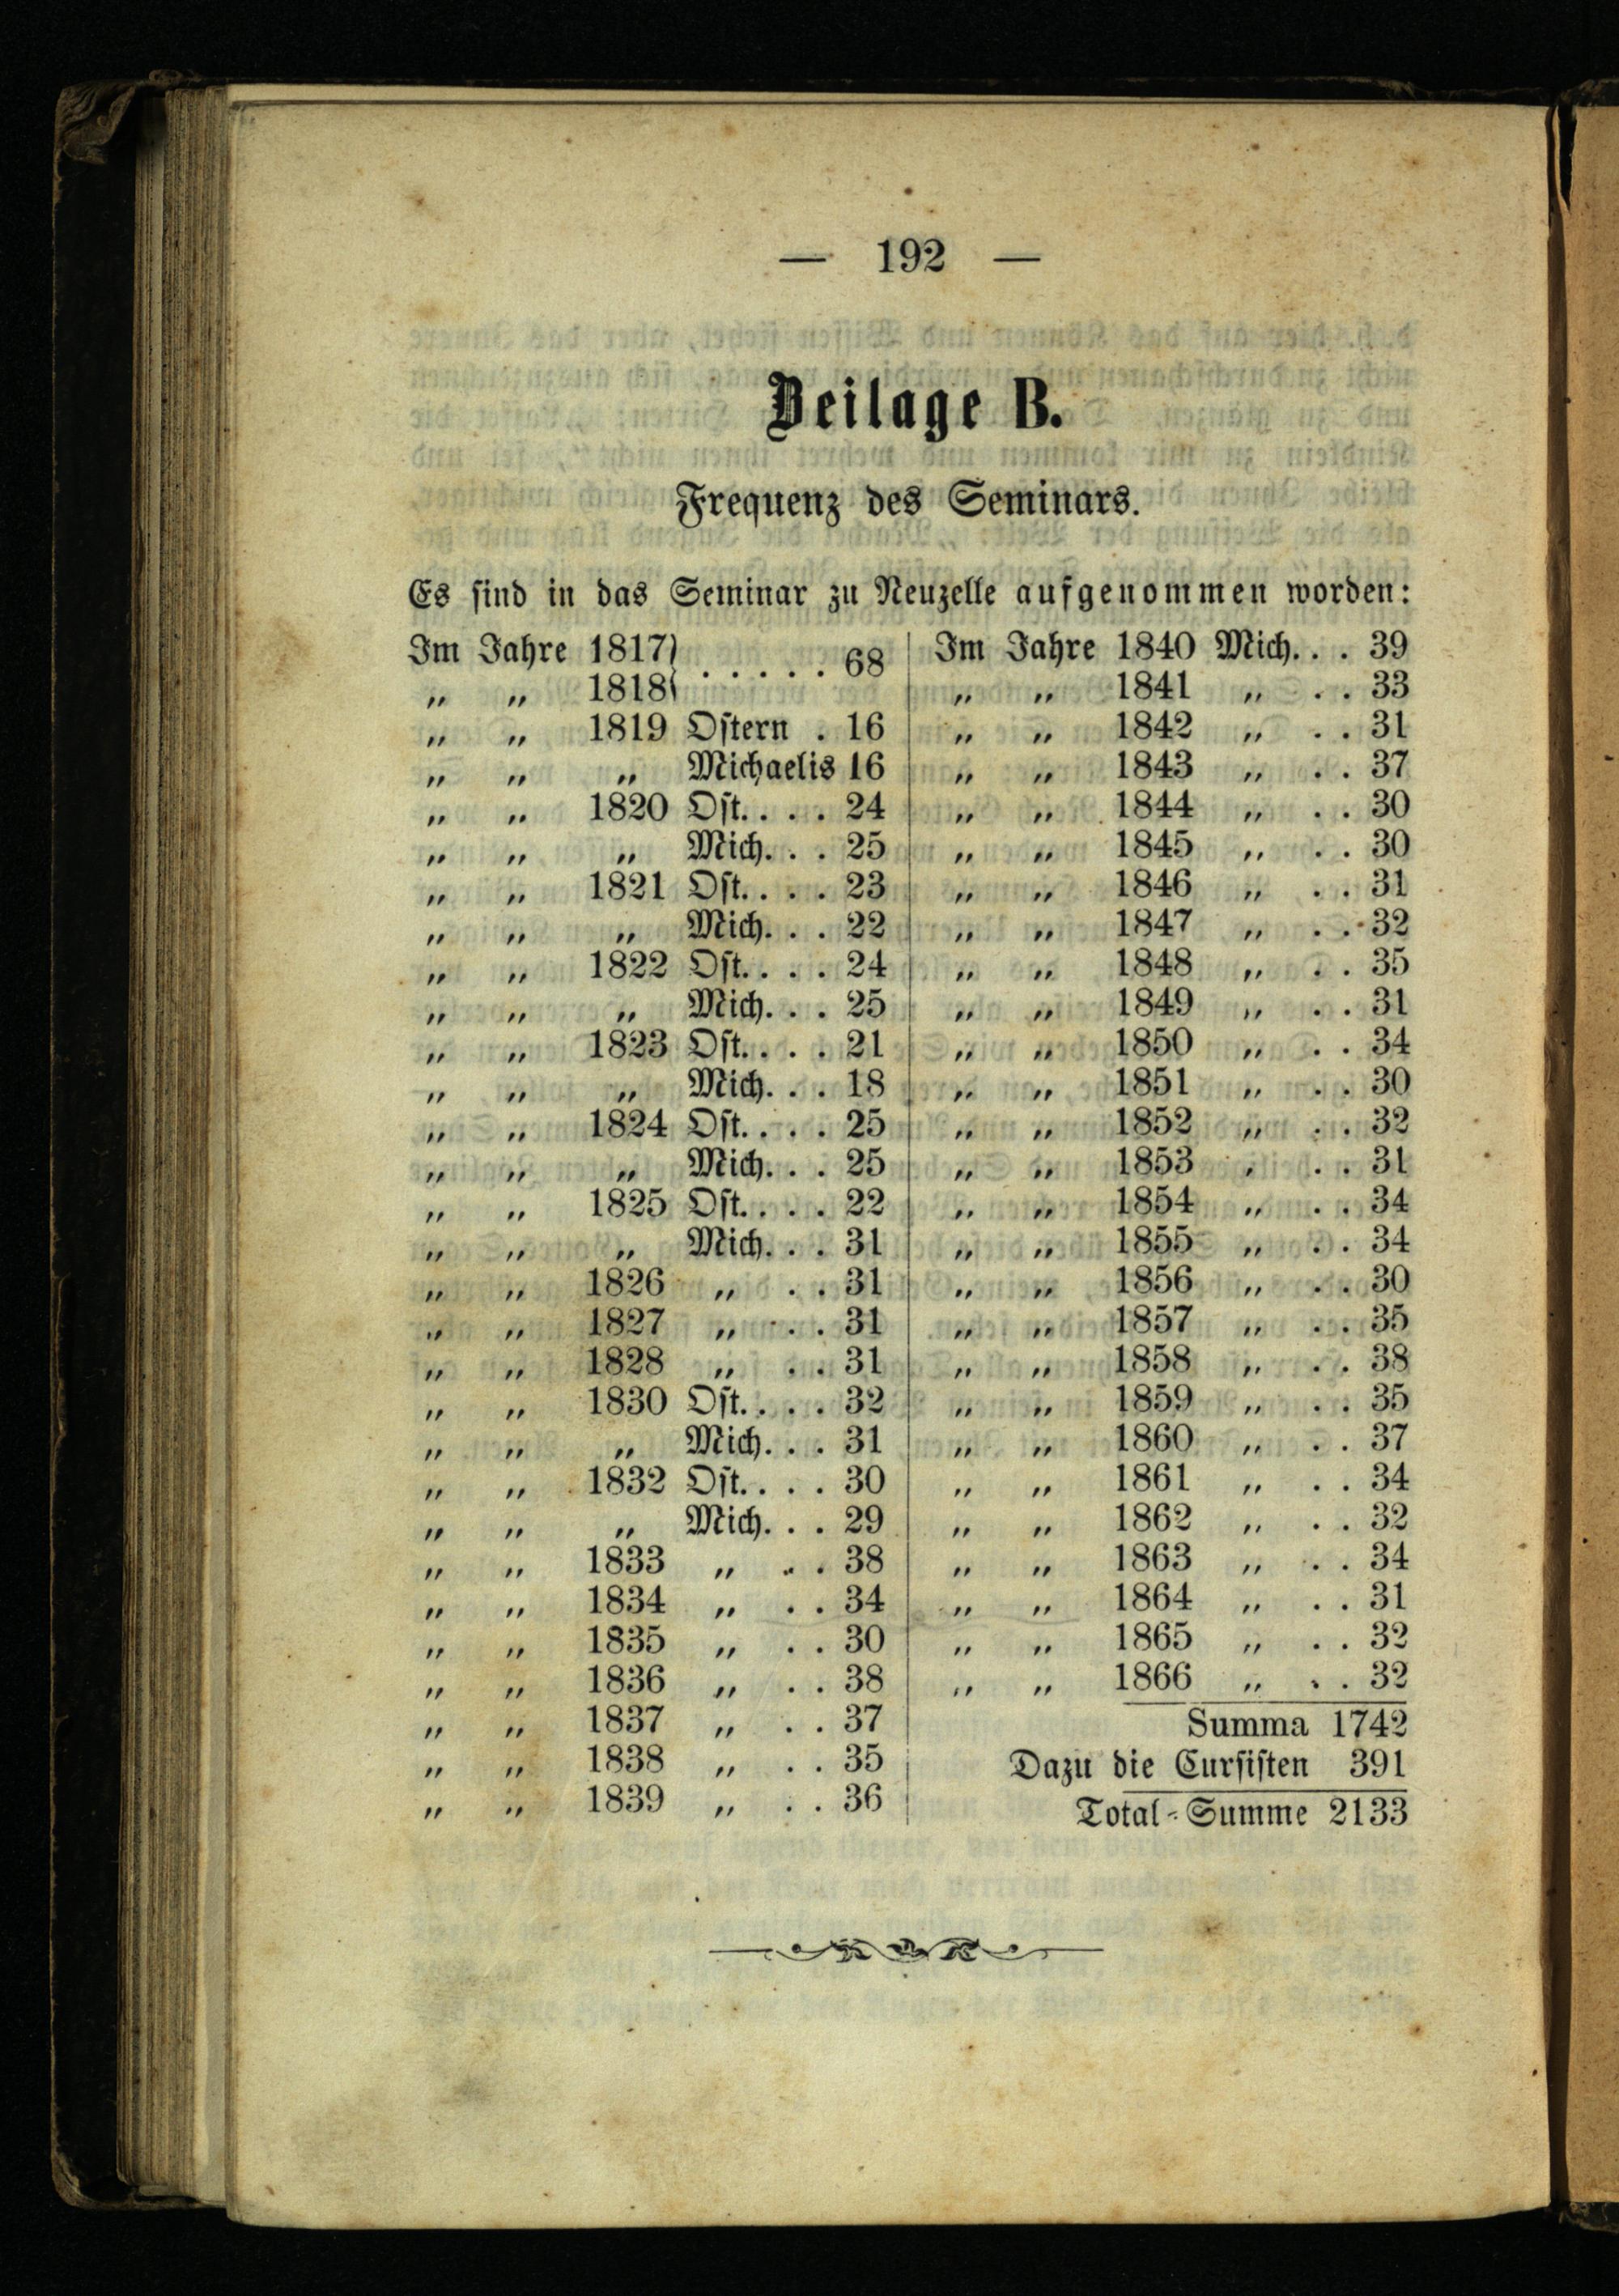 — 192 —
Beilage B.
Frequenz des Seminars.
Es sind in das Seminar zu Neuzelle aufgenommen worden:
Im Jahre 1817) . . . . . 68
„ „ 1818(
„ „ 1819 Ostern . 16
„ „ „ Michaelis 16
„ „ 1820 Ost. . . . 24
„ „ „ Mich. . . 25
„ „ 1821 Ost. . . . 23
„ „ „ Mich. . . 22
„ „ 1822 Ost. . . . 24
„ „ „ Mich. . . 25
„ „ 1823 Ost. . . . 21
„ „ „ Mich. . . 18
„ „ 1824 Ost. . . . 25
„ „ „ Mich. . . 25
„ „ 1825 Ost. . . . 22
„ „ „ Mich. . . 31
„ „ 1826 „ . . 31
„ „ 1827 „ . . 31
„ „ 1828 „ . . 31
„ „ 1830 Ost. . . . 32
„ „ „ Mich. . . 31
„ „ 1832 Ost. . . . 30
„ „ „ Mich. . . 29
„ „ 1833 „ . . 38
„ „ 1834 „ . . 34
„ „ 1835 „ . . 30
„ „ 1836 „ . . 38
„ „ 1837 „ . . 37
„ „ 1838 „ . . 35
„ „ 1839 „ . . 36
Im Jahre 1840 Mich. . . 39
„ „ 1841 „ . . 33
„ „ 1842 „ . . 31
„ „ 1843 „ . . 37
„ „ 1844 „ . . 30
„ „ 1845 „ . . 30
„ „ 1846 „ . . 31
„ „ 1847 „ . . 32
„ „ 1848 „ . . 35
„ „ 1849 „ . . 31
„ „ 1850 „ . . 34
„ „ 1851 „ . . 30
„ „ 1852 „ . . 32
„ „ 1853 „ . . 31
„ „ 1854 „ . . 34
„ „ 1855 „ . . 34
„ „ 1856 „ . . 30
„ „ 1857 „ . . 35
„ „ 1858 „ . . 38
„ „ 1859 „ . . 35
„ „ 1860 „ . . 37
„ „ 1861 „ . . 34
„ „ 1862 „ . . 32
„ „ 1863 „ . . 34
„ „ 1864 „ . . 31
„ „ 1865 „ . . 32
„ „ 1866 „ . . 32
Summa 1742
Dazu die Cursisten 391
Total-Summe 2133